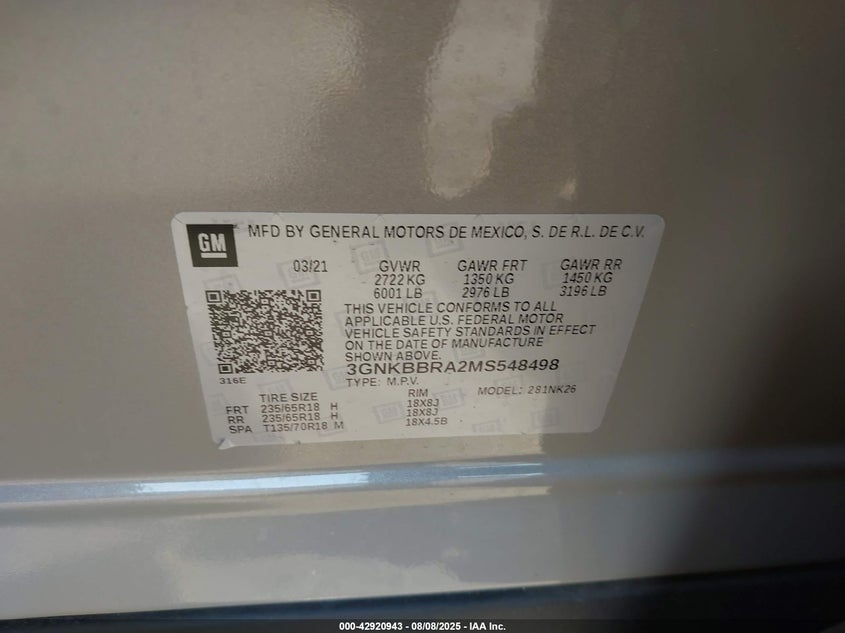 GM
MFD BY GENERAL MOTORS DE MEXICO, S. DE R.L. DE C.V.
03/21 GVWR GAWR FRT GAWR RR
2722 KG 1350 KG 1450 KG
6001 LB 2976 LB 3196 LB
THIS VEHICLE CONFORMS TO ALL
APPLICABLE U.S. FEDERAL MOTOR
VEHICLE SAFETY STANDARDS IN EFFECT
ON THE DATE OF MANUFACTURE
SHOWN ABOVE.
3GNKBBRA2MS548498
316E
TYPE: M.P.V. MODEL: 281NK26
TIRE SIZE RIM
FRT 235/65R18 H 18X8J
RR 235/65R18 H 18X8J
SPA T135/70R18 M 18X4.5B
000-42920943 - 08/08/2025 - IAA Inc.